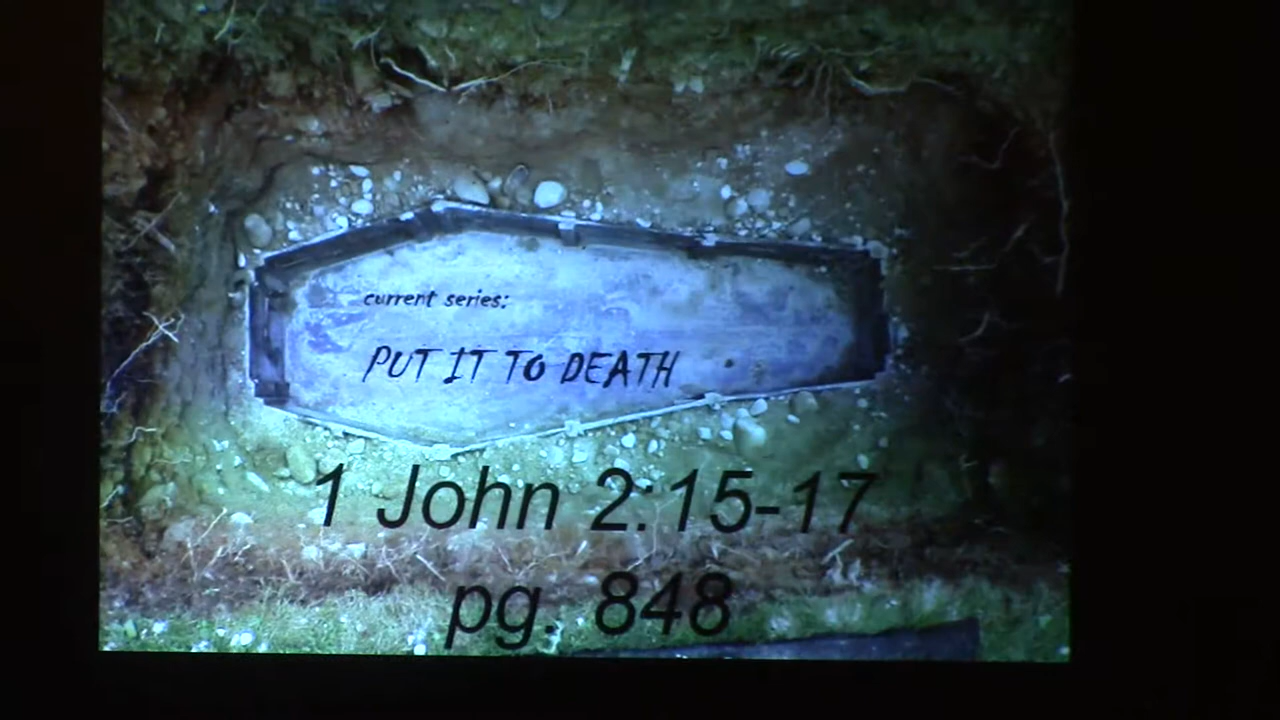 current series:
PUT IT TO DEATH
1 John 2:15-17
pg. 848